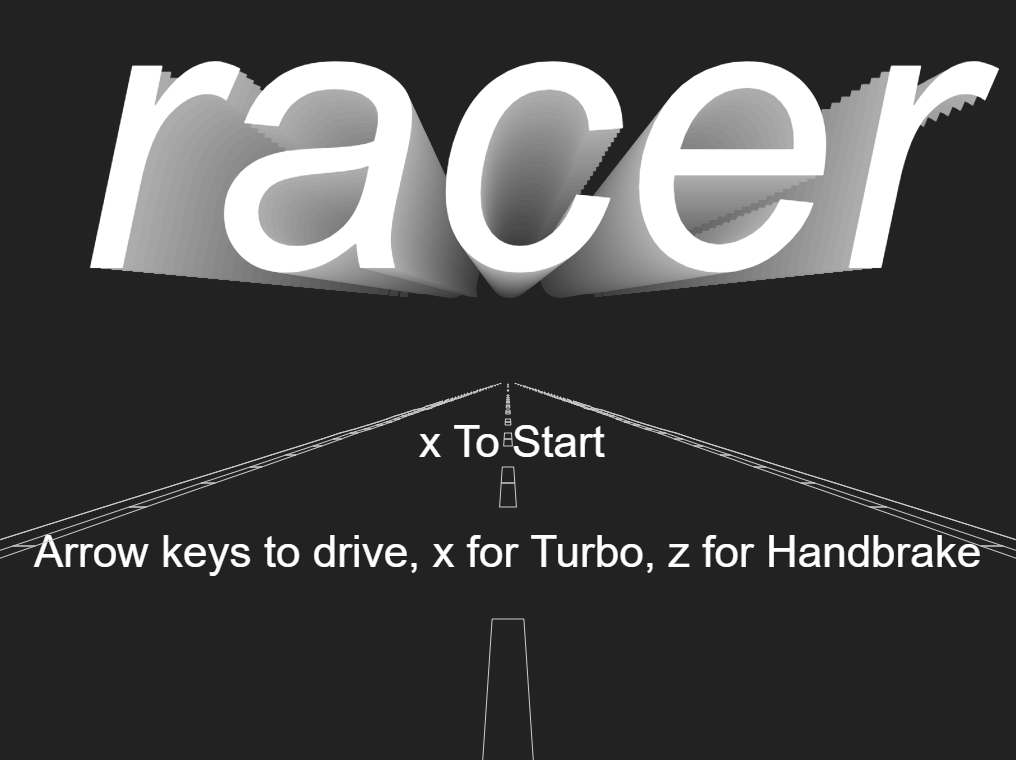 racer
x To Start
Arrow keys to drive, x for Turbo, z for Handbrake